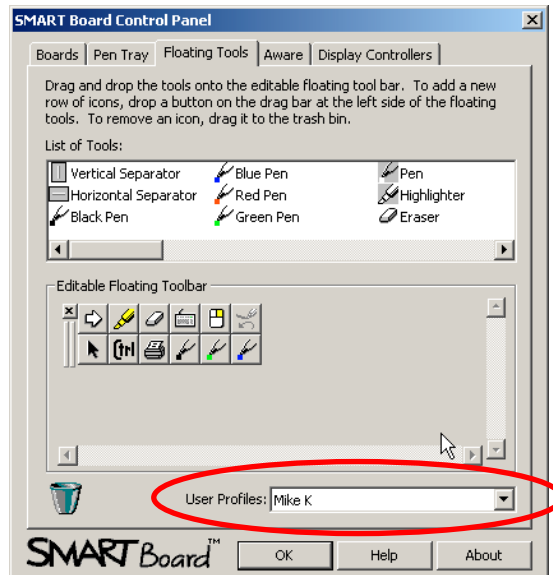 SMART Board Control Panel
Boards Pen Tray Floating Tools Aware Display Controllers
Drag and drop the tools onto the editable floating tool bar. To add a new
row of icons, drop a button on the drag bar at the left side of the floating
tools. To remove an icon, drag it to the trash bin.
List of Tools:
Vertical Separator Blue Pen Pen
Horizontal Separator Red Pen Highlighter
Black Pen Green Pen Eraser
Editable Floating Toolbar
Ctrl
User Profiles: Mike K
SMART Board™ OK Help About